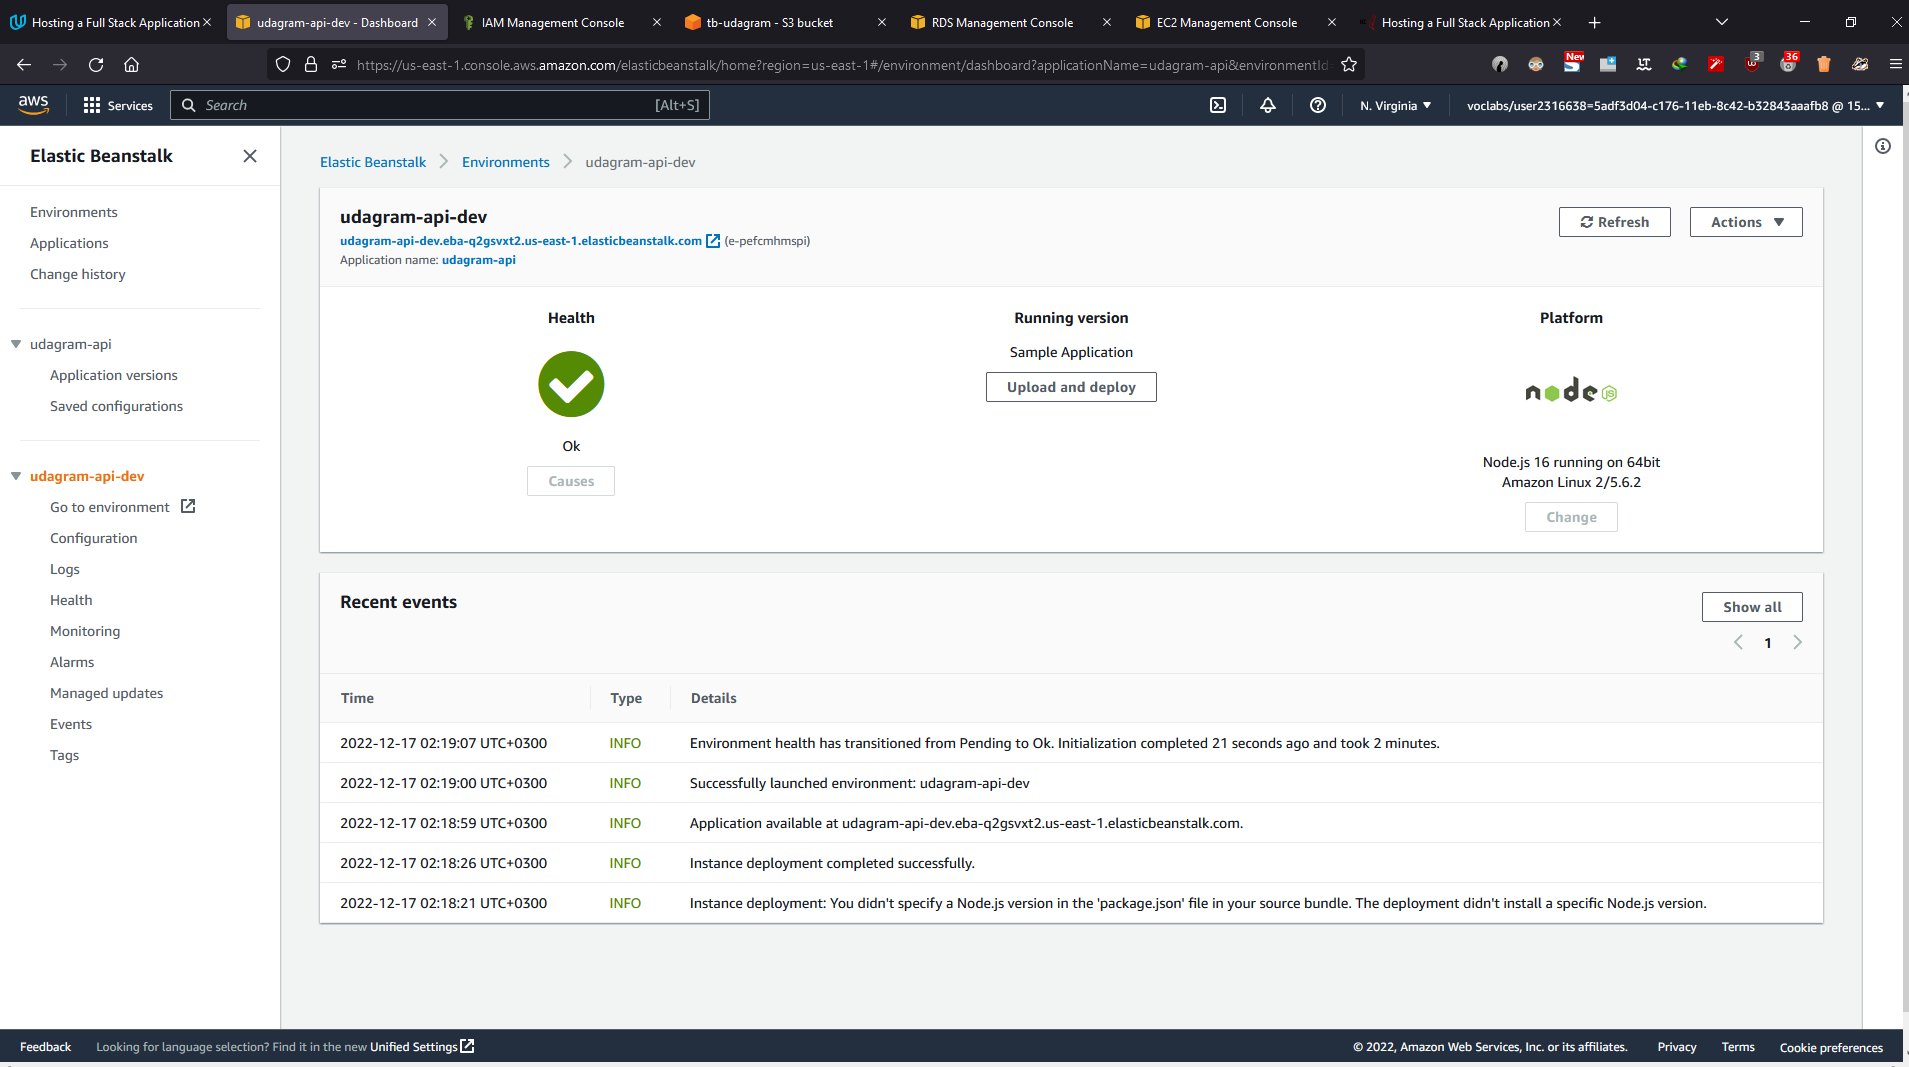 Hosting a Full Stack Application
udagram-api-dev - Dashboard
IAM Management Console
tb-udagram - S3 bucket
RDS Management Console
EC2 Management Console
Hosting a Full Stack Application
https://us-east-1.console.aws.amazon.com/elasticbeanstalk/home?region=us-east-1#/environment/dashboard?applicationName=udagram-api&environmentId
New
3
36
aws
Services
Search
[Alt+S]
N. Virginia
voclabs/user2316638=5adf3d04-c176-11eb-8c42-b32843aaafb8 @ 15...
Elastic Beanstalk
Environments
Applications
Change history
udagram-api
Application versions
Saved configurations
udagram-api-dev
Go to environment
Configuration
Logs
Health
Monitoring
Alarms
Managed updates
Events
Tags
Elastic Beanstalk
Environments
udagram-api-dev
udagram-api-dev
udagram-api-dev.eba-q2gsvxt2.us-east-1.elasticbeanstalk.com (e-pefcmhmspi)
Application name: udagram-api
Refresh
Actions
Health
Ok
Causes
Running version
Sample Application
Upload and deploy
Platform
node JS
Node.js 16 running on 64bit
Amazon Linux 2/5.6.2
Change
Recent events
Show all
1
Time Type Details
2022-12-17 02:19:07 UTC+0300 INFO Environment health has transitioned from Pending to Ok. Initialization completed 21 seconds ago and took 2 minutes.
2022-12-17 02:19:00 UTC+0300 INFO Successfully launched environment: udagram-api-dev
2022-12-17 02:18:59 UTC+0300 INFO Application available at udagram-api-dev.eba-q2gsvxt2.us-east-1.elasticbeanstalk.com.
2022-12-17 02:18:26 UTC+0300 INFO Instance deployment completed successfully.
2022-12-17 02:18:21 UTC+0300 INFO Instance deployment: You didn't specify a Node.js version in the 'package.json' file in your source bundle. The deployment didn't install a specific Node.js version.
Feedback
Looking for language selection? Find it in the new Unified Settings
© 2022, Amazon Web Services, Inc. or its affiliates.
Privacy
Terms
Cookie preferences